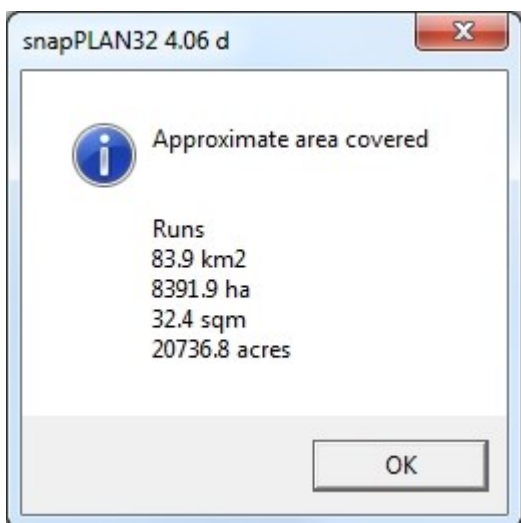 snapPLAN32 4.06 d
Approximate area covered
Runs
83.9 km2
8391.9 ha
32.4 sqm
20736.8 acres
OK